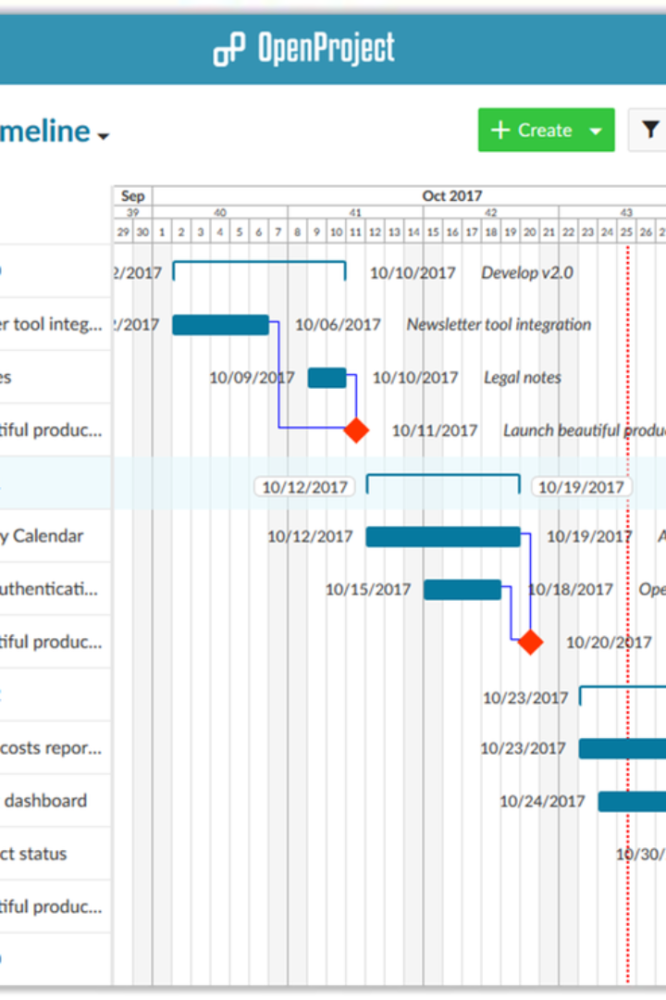 OpenProject
meline
+ Create
Sep Oct 2017
39 40 41 42 43
29 30 1 2 3 4 5 6 7 8 9 10 11 12 13 14 15 16 17 18 19 20 21 22 23 24 25 26
2/2017 10/10/2017 Develop v2.0
er tool integ... /2017 10/06/2017 Newsletter tool integration
es 10/09/2017 10/10/2017 Legal notes
tiful produc... 10/11/2017 Launch beautiful produ
10/12/2017 10/19/2017
y Calendar 10/12/2017 10/19/2017 A
uthenticati... 10/15/2017 10/18/2017 Ope
tiful produc... 10/20/2017
10/23/2017
costs repor... 10/23/2017
dashboard 10/24/2017
ct status 10/30/
tiful produc...